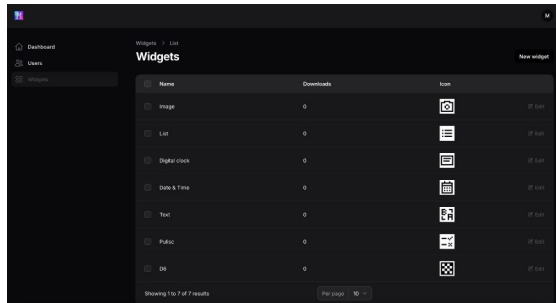 M
Dashboard
Users
Widgets
Widgets > List
Widgets
New widget
Name Downloads Icon
Image 0 Edit
List 0 Edit
Digital clock 0 Edit
Date & Time 0 Edit
Text 0 Edit
Pulisc 0 Edit
D6 0 Edit
Showing 1 to 7 of 7 results
Per page 10